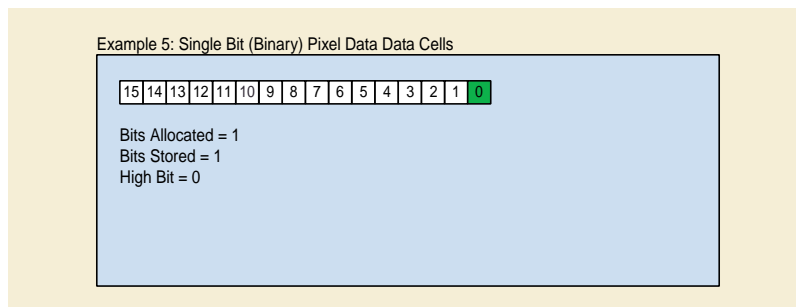 Example 5: Single Bit (Binary) Pixel Data Data Cells
15 14 13 12 11 10 9 8 7 6 5 4 3 2 1 0
Bits Allocated = 1
Bits Stored = 1
High Bit = 0